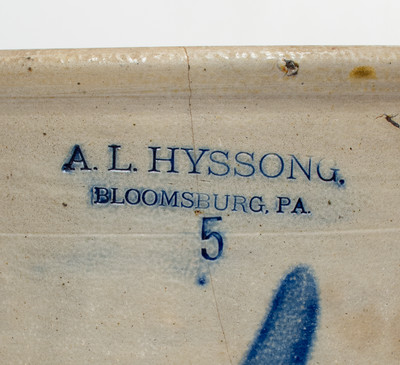 A. L. HYSSONG.
BLOOMSBURG, PA.
5